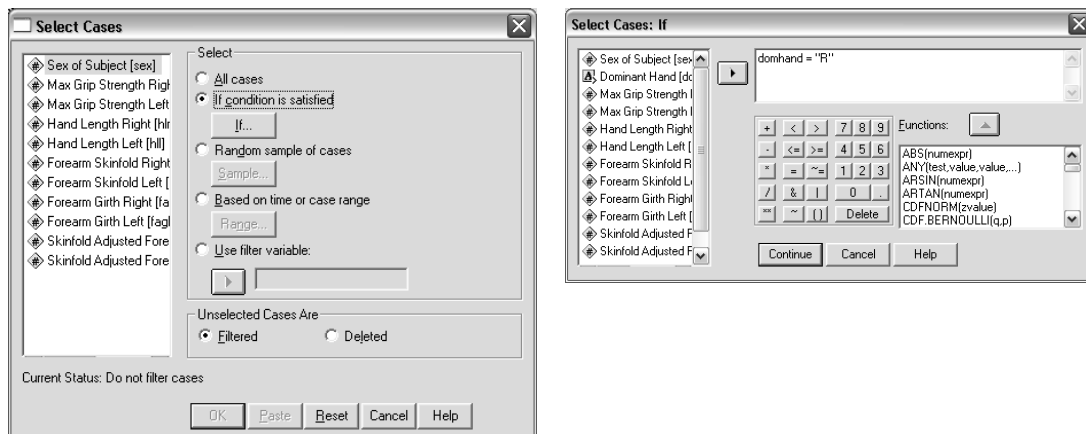 Select Cases
Sex of Subject [sex]
Max Grip Strength Righ
Max Grip Strength Left
Hand Length Right [hlr
Hand Length Left [hll]
Forearm Skinfold Right
Forearm Skinfold Left [
Forearm Girth Right [fa
Forearm Girth Left [fagl
Skinfold Adjusted Fore
Skinfold Adjusted Fore
Select
All cases
If condition is satisfied
If...
Random sample of cases
Sample...
Based on time or case range
Range...
Use filter variable:
Unselected Cases Are
Filtered
Deleted
Current Status: Do not filter cases
OK
Paste
Reset
Cancel
Help
Select Cases: If
Sex of Subject [sex
Dominant Hand [do
Max Grip Strength
Max Grip Strength
Hand Length Right
Hand Length Left [
Forearm Skinfold R
Forearm Skinfold L
Forearm Girth Right
Forearm Girth Left [
Skinfold Adjusted F
Skinfold Adjusted F
domhand = "R"
+ < > 7 8 9
- <= >= 4 5 6
* = ~= 1 2 3
/ & | 0 .
** ~ () Delete
Functions:
ABS(numexpr)
ANY(test,value,value,...)
ARSIN(numexpr)
ARTAN(numexpr)
CDFNORM(zvalue)
CDF.BERNOULLI(q,p)
Continue
Cancel
Help